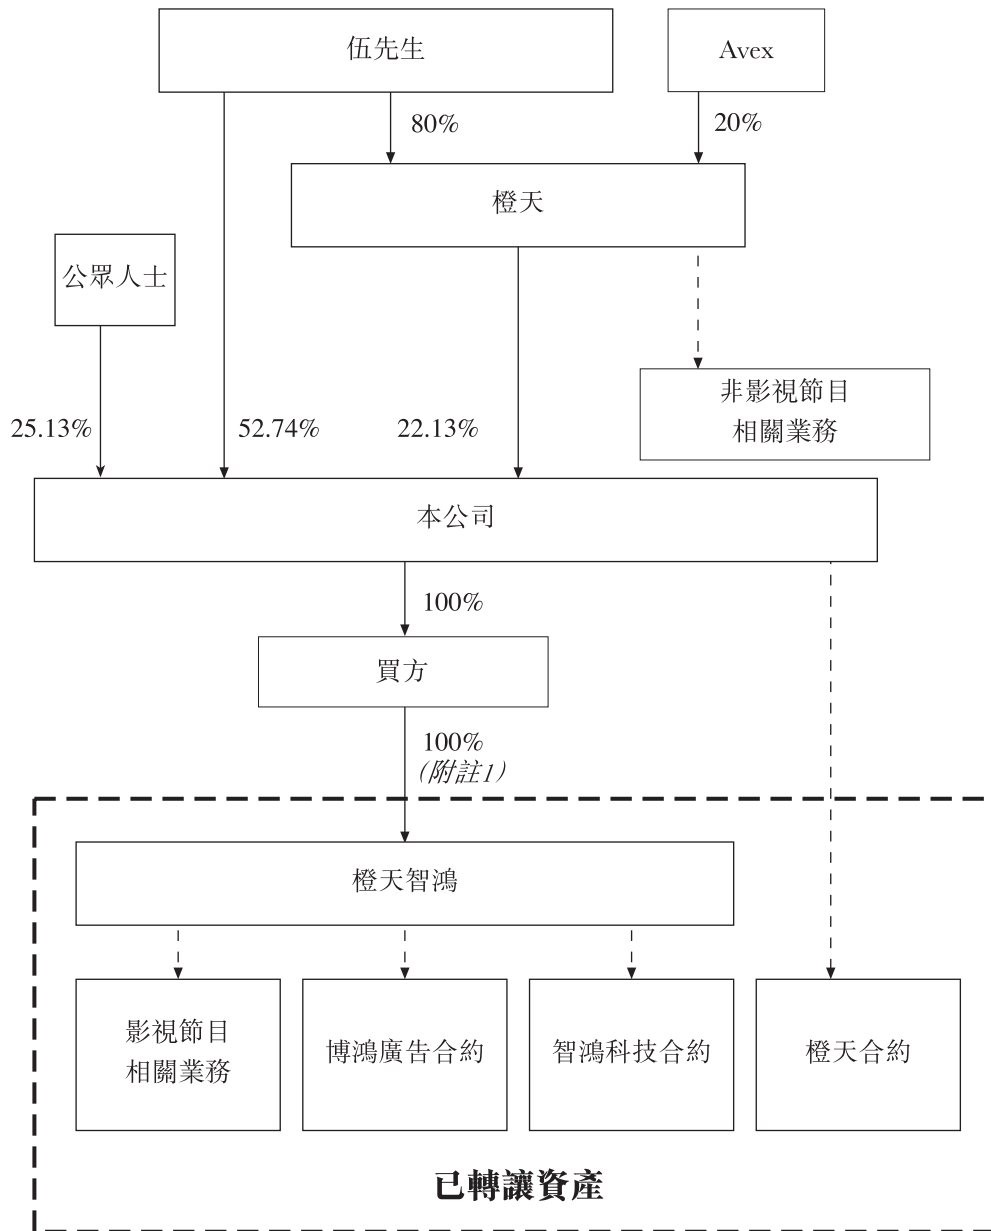 伍先生
Avex
80%
20%
橙天
公眾人士
非影視節目
相關業務
25.13%
52.74%
22.13%
本公司
100%
買方
100%
（附註1）
橙天智鴻
影視節目
相關業務
博鴻廣告合約
智鴻科技合約
橙天合約
已轉讓資產